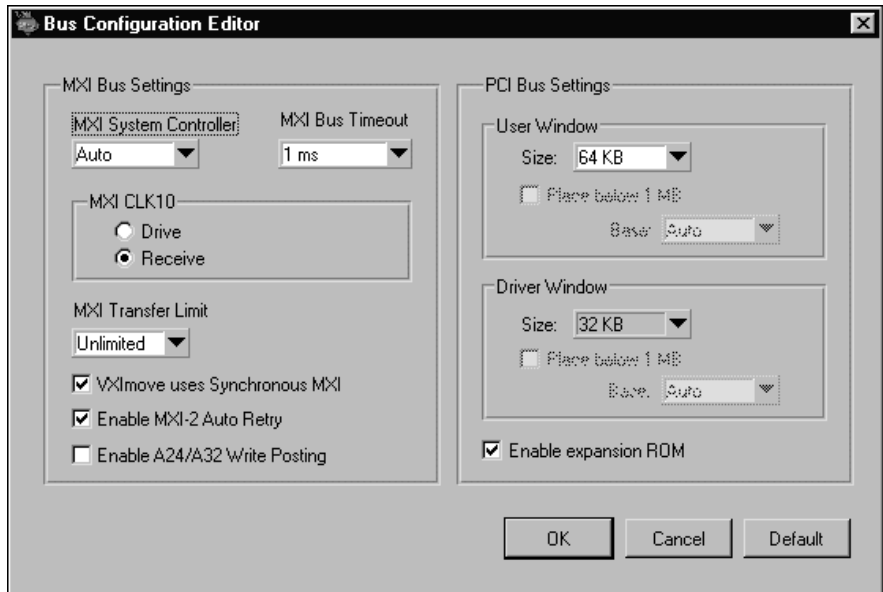 Bus Configuration Editor
MXI Bus Settings
MXI System Controller
Auto
MXI Bus Timeout
1 ms
MXI CLK10
Drive
Receive
MXI Transfer Limit
Unlimited
VXImove uses Synchronous MXI
Enable MXI-2 Auto Retry
Enable A24/A32 Write Posting
PCI Bus Settings
User Window
Size: 64 KB
Place below 1 MB
Base: Auto
Driver Window
Size: 32 KB
Place below 1 MB
Base: Auto
Enable expansion ROM
OK Cancel Default